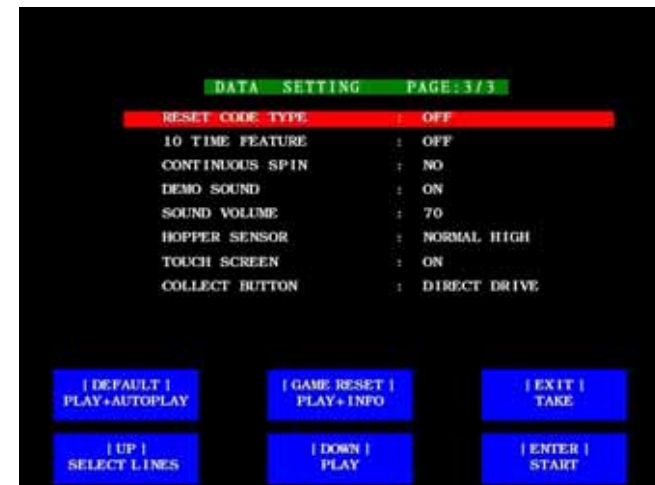 DATA SETTING PAGE:3/3
RESET CODE TYPE : OFF
10 TIME FEATURE : OFF
CONTINUOUS SPIN : NO
DEMO SOUND : ON
SOUND VOLUME : 70
HOPPER SENSOR : NORMAL HIGH
TOUCH SCREEN : ON
COLLECT BUTTON : DIRECT DRIVE
[ DEFAULT ]
PLAY+AUTOPLAY
[ GAME RESET ]
PLAY+INFO
[ EXIT ]
TAKE
[ UP ]
SELECT LINES
[ DOWN ]
PLAY
[ ENTER ]
START